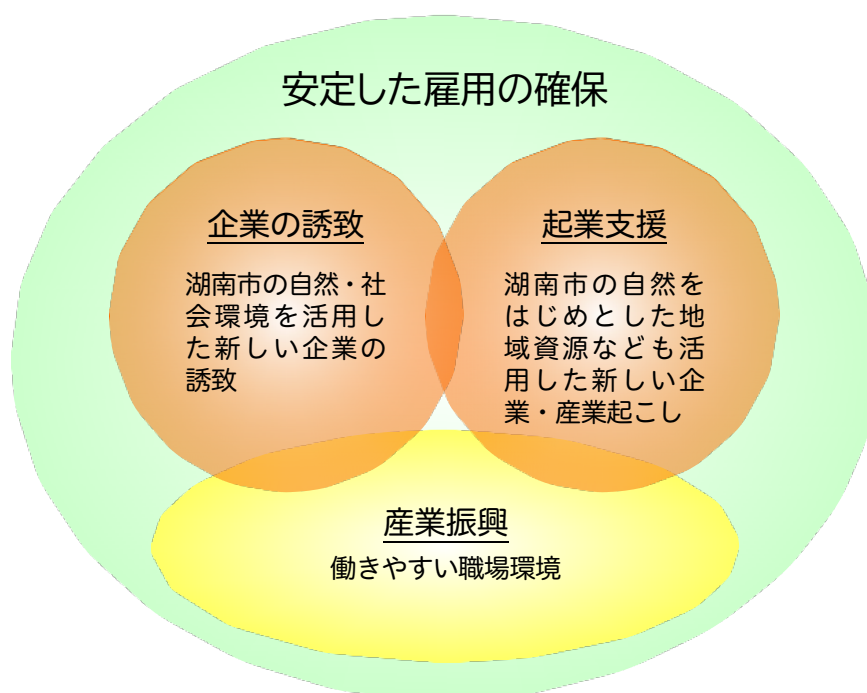 安定した雇用の確保
企業の誘致
湖南市の自然・社
会環境を活用し
た新しい企業の
誘致
起業支援
湖南市の自然を
はじめとした地
域資源なども活
用した新しい企
業・産業起こし
産業振興
働きやすい職場環境